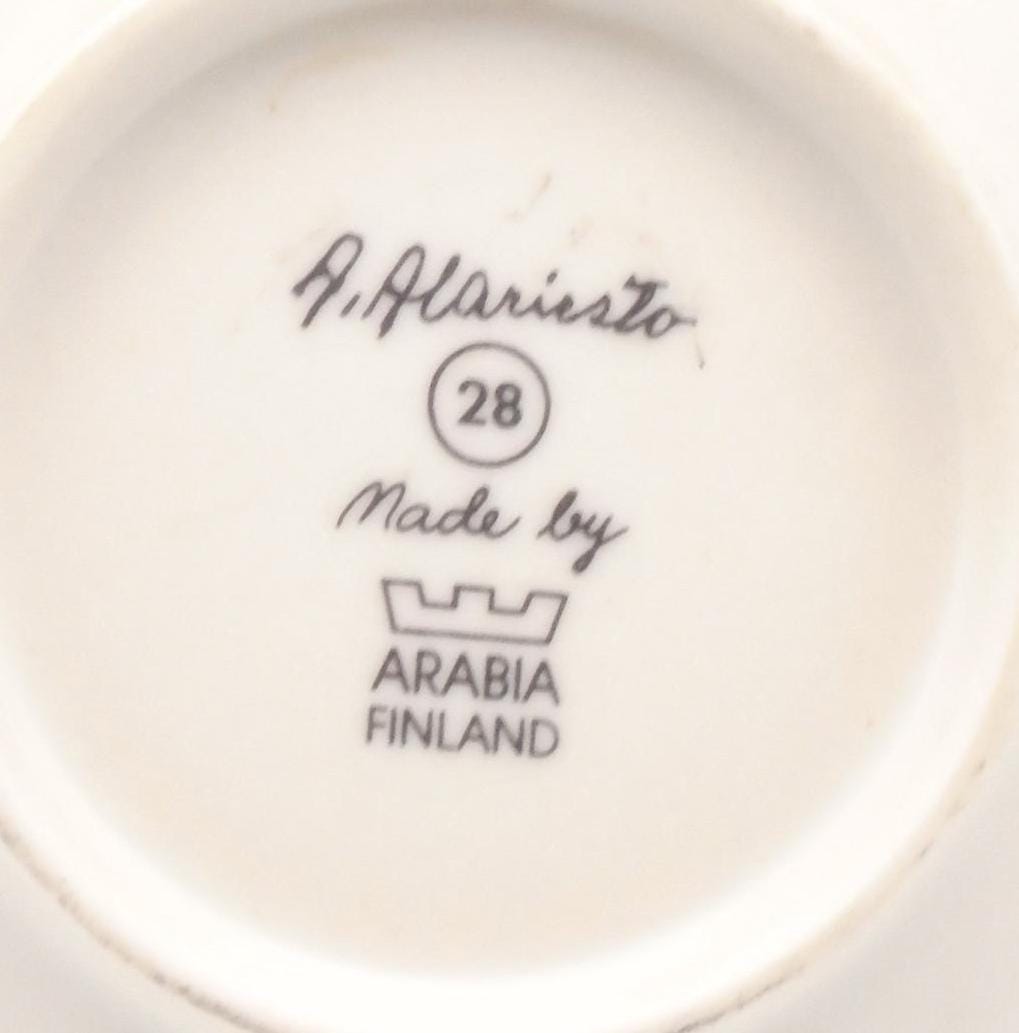 A. Alariesto
28
Made by
ARABIA
FINLAND